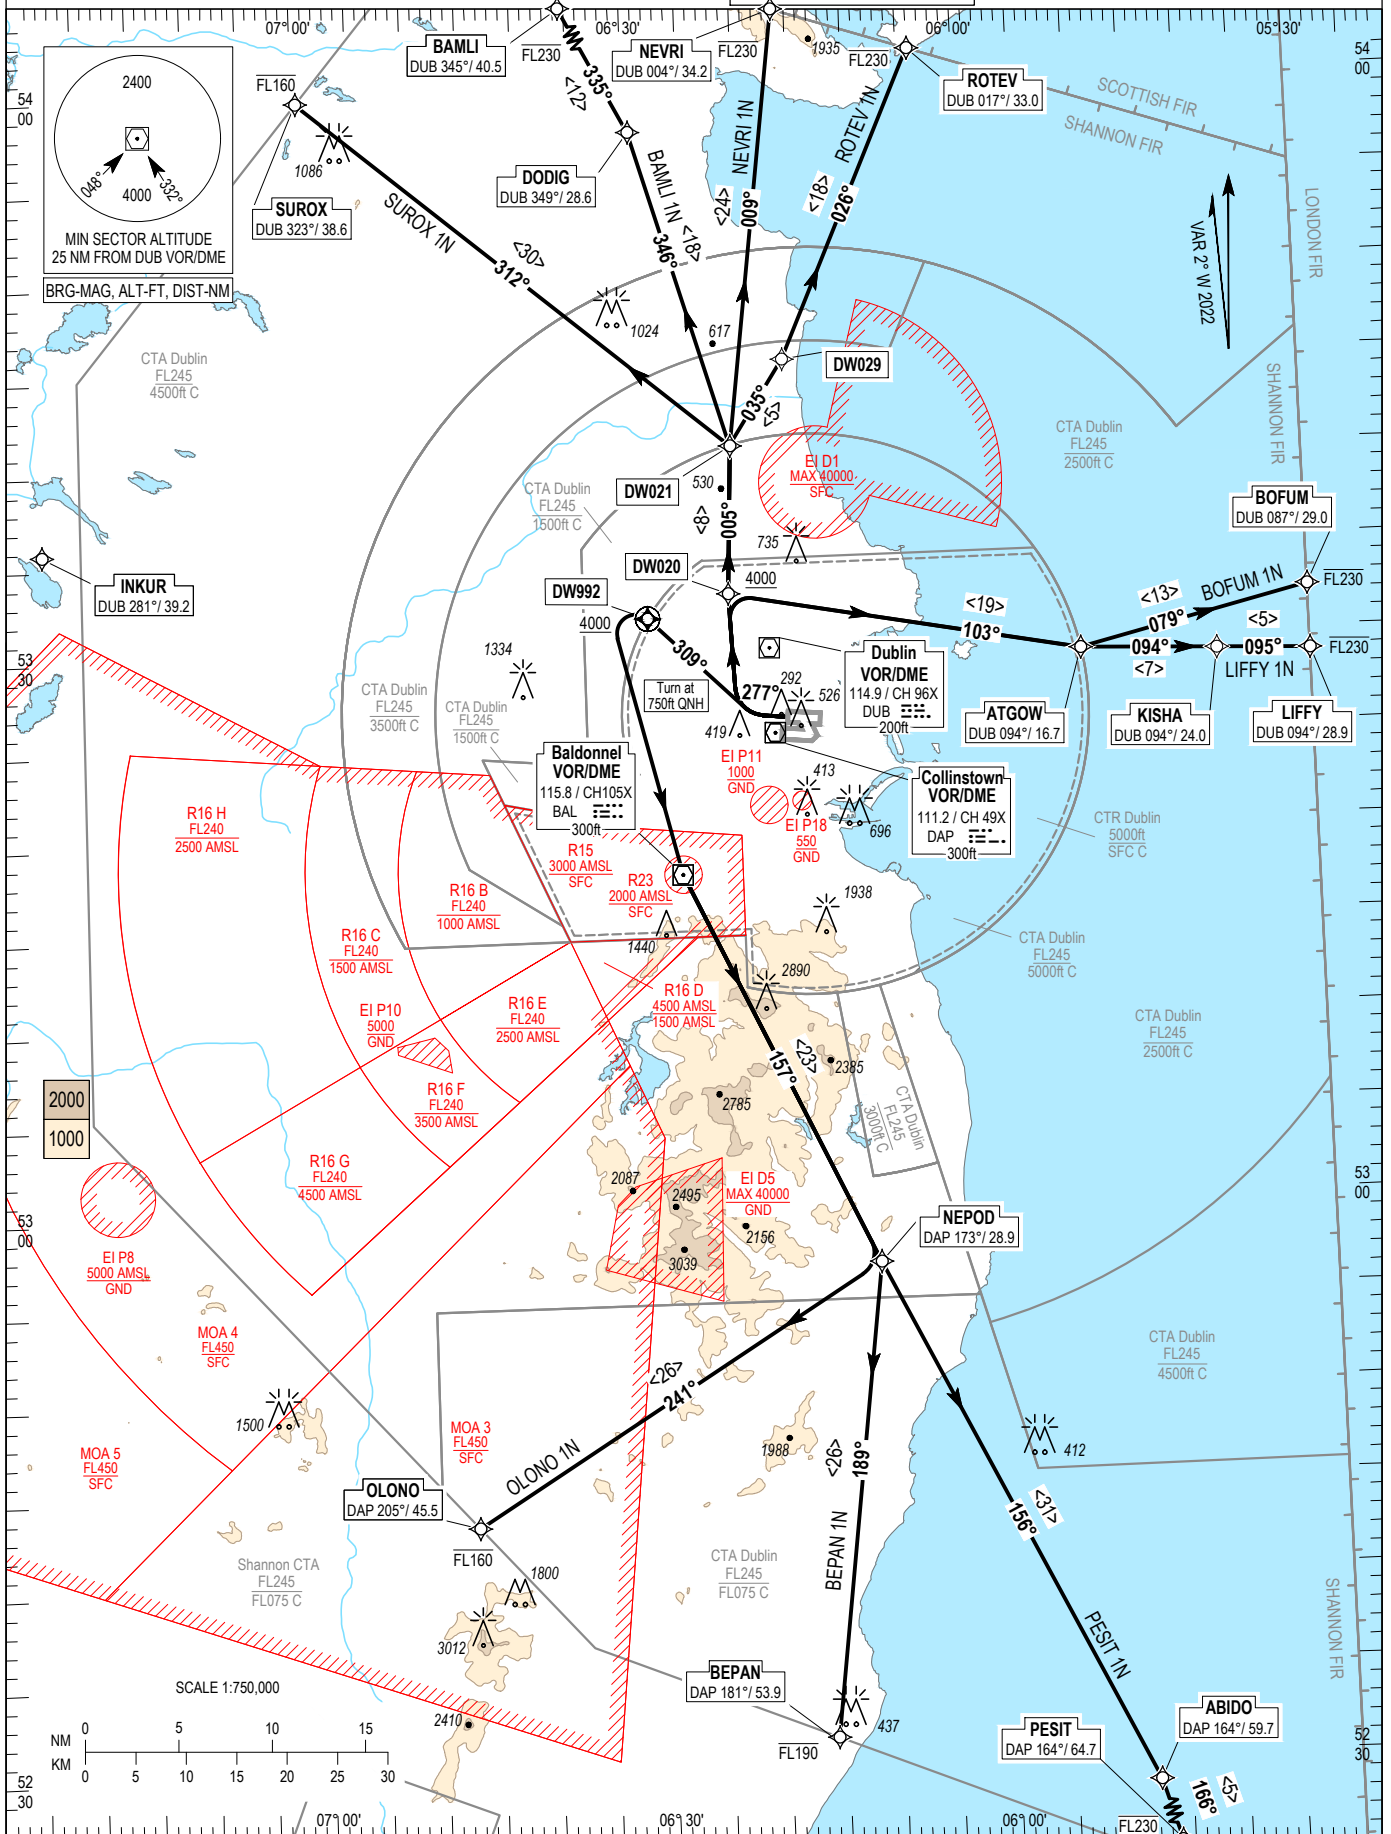 07°00'
06°30'
06°00'
05°30'
54
00
54
00
2400
048°
332°
4000
MIN SECTOR ALTITUDE
25 NM FROM DUB VOR/DME
BRG-MAG, ALT-FT, DIST-NM
BAMLI
DUB 345°/ 40.5
FL230
NEVRI
DUB 004°/ 34.2
FL230
1935
FL230
ROTEV
DUB 017°/ 33.0
SCOTTISH FIR
SHANNON FIR
LONDON FIR
SHANNON FIR
VAR 2° W 2022
FL160
1086
SUROX
DUB 323°/ 38.6
SUROX 1N
<30>
312°
335°
<12>
DODIG
DUB 349°/ 28.6
BAMLI 1N
<18>
346°
NEVRI 1N
<24>
009°
ROTEV 1N
<18>
026°
1024
617
035°
<5>
DW029
CTA Dublin
FL245
4500ft C
CTA Dublin
FL245
2500ft C
EI D1
MAX 40000
SFC
CTA Dublin
FL245
1500ft C
DW021
530
<8>
005°
735
BOFUM
DUB 087°/ 29.0
INKUR
DUB 281°/ 39.2
DW020
4000
DW992
4000
<19>
103°
<13>
079°
BOFUM 1N
FL230
<5>
094°
<7>
095°
LIFFY 1N
FL230
53
30
1334
309°
Turn at
750ft QNH
277°
292
526
419
Dublin
VOR/DME
114.9 / CH 96X
DUB
200ft
ATGOW
DUB 094°/ 16.7
KISHA
DUB 094°/ 24.0
LIFFY
DUB 094°/ 28.9
53
30
CTA Dublin
FL245
3500ft C
CTA Dublin
FL245
1500ft C
Baldonnel
VOR/DME
115.8 / CH105X
BAL
300ft
EI P11
1000
GND
413
Collinstown
VOR/DME
111.2 / CH 49X
DAP
300ft
EI P18
550
GND
696
CTR Dublin
5000ft
SFC C
R16 H
FL240
2500 AMSL
R15
3000 AMSL
SFC
R23
2000 AMSL
SFC
R16 B
FL240
1000 AMSL
1938
R16 C
FL240
1500 AMSL
1440
CTA Dublin
FL245
5000ft C
2890
R16 D
4500 AMSL
1500 AMSL
EI P10
5000
GND
R16 E
FL240
2500 AMSL
CTA Dublin
FL245
2500ft C
<23>
157°
2385
2785
CTA Dublin
FL245
3000ft C
2000
1000
R16 F
FL240
3500 AMSL
R16 G
FL240
4500 AMSL
2087
2495
EI D5
MAX 40000
GND
2156
3039
53
00
53
00
NEPOD
DAP 173°/ 28.9
EI P8
5000 AMSL
GND
MOA 4
FL450
SFC
CTA Dublin
FL245
4500ft C
<26>
241°
OLONO 1N
1500
MOA 3
FL450
SFC
MOA 5
FL450
SFC
1988
<26>
189°
BEPAN 1N
412
OLONO
DAP 205°/ 45.5
FL160
<31>
156°
PESIT 1N
Shannon CTA
FL245
FL075 C
1800
CTA Dublin
FL245
FL075 C
SHANNON FIR
3012
BEPAN
DAP 181°/ 53.9
FL190
437
SCALE 1:750,000
2410
NM 0 5 10 15
KM 0 5 10 15 20 25 30
ABIDO
DAP 164°/ 59.7
PESIT
DAP 164°/ 64.7
166°
<5>
FL230
52
30
52
30
07°00'
06°30'
06°00'